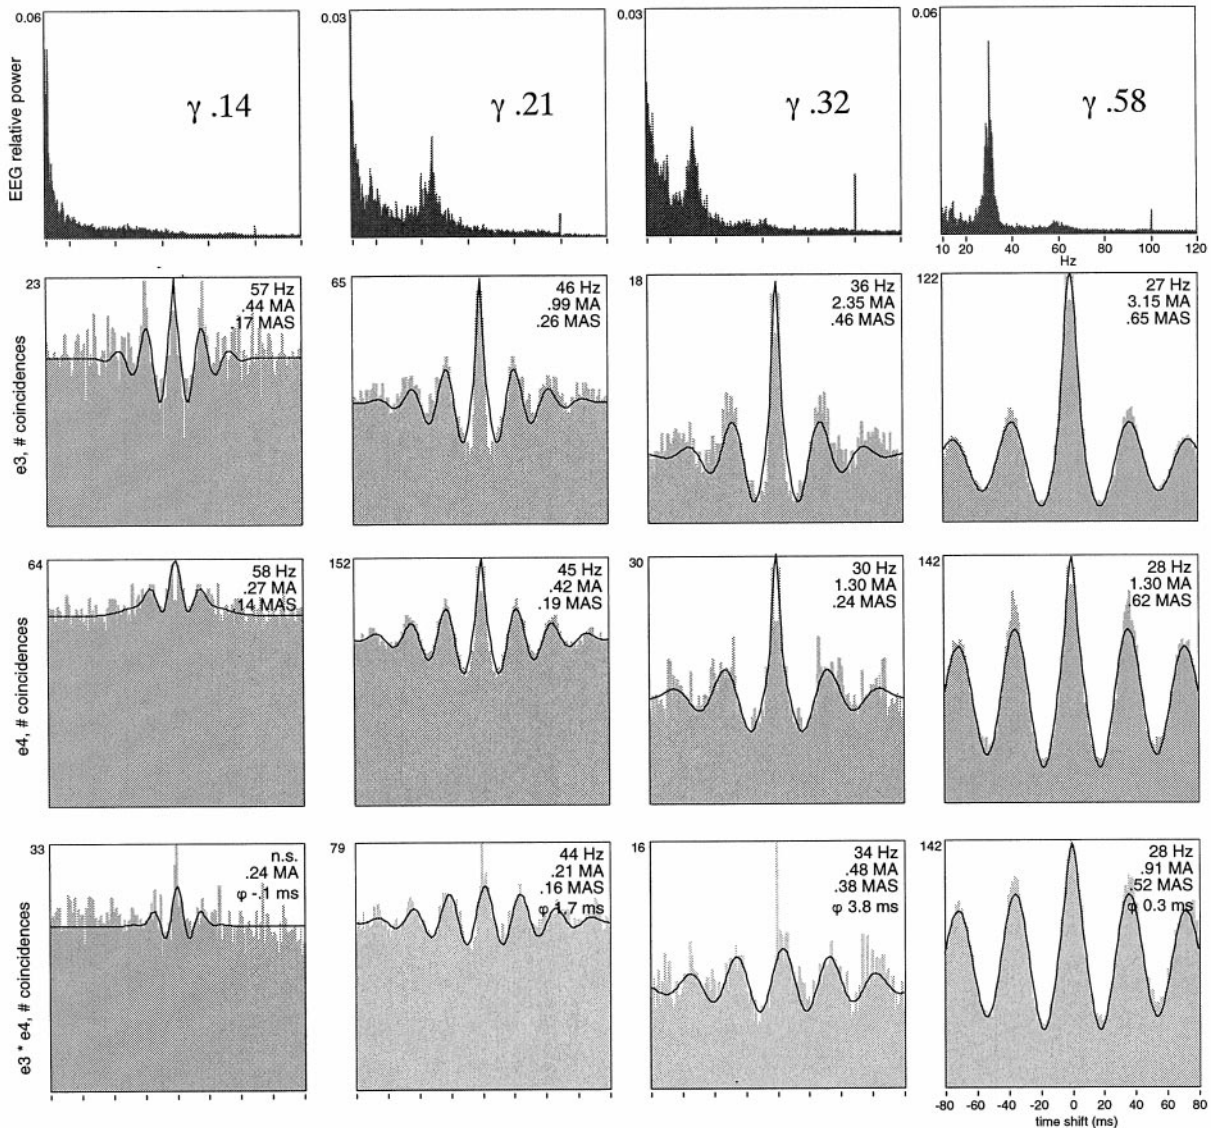 EEG relative power
0.06
γ .14
0.03
γ .21
0.03
γ .32
0.06
γ .58
10 20 40 60 80 100 120
Hz
e3, # coincidences
23
57 Hz
.44 MA
.17 MAS
65
46 Hz
.99 MA
.26 MAS
18
36 Hz
2.35 MA
.46 MAS
122
27 Hz
3.15 MA
.65 MAS
e4, # coincidences
64
58 Hz
.27 MA
.14 MAS
152
45 Hz
.42 MA
.19 MAS
30
30 Hz
1.30 MA
.24 MAS
142
28 Hz
1.30 MA
.62 MAS
e3 * e4, # coincidences
33
n.s.
.24 MA
φ -.1 ms
79
44 Hz
.21 MA
.16 MAS
φ 1.7 ms
16
34 Hz
.48 MA
.38 MAS
φ 3.8 ms
142
28 Hz
.91 MA
.52 MAS
φ 0.3 ms
-80 -60 -40 -20 0 20 40 60 80
time shift (ms)